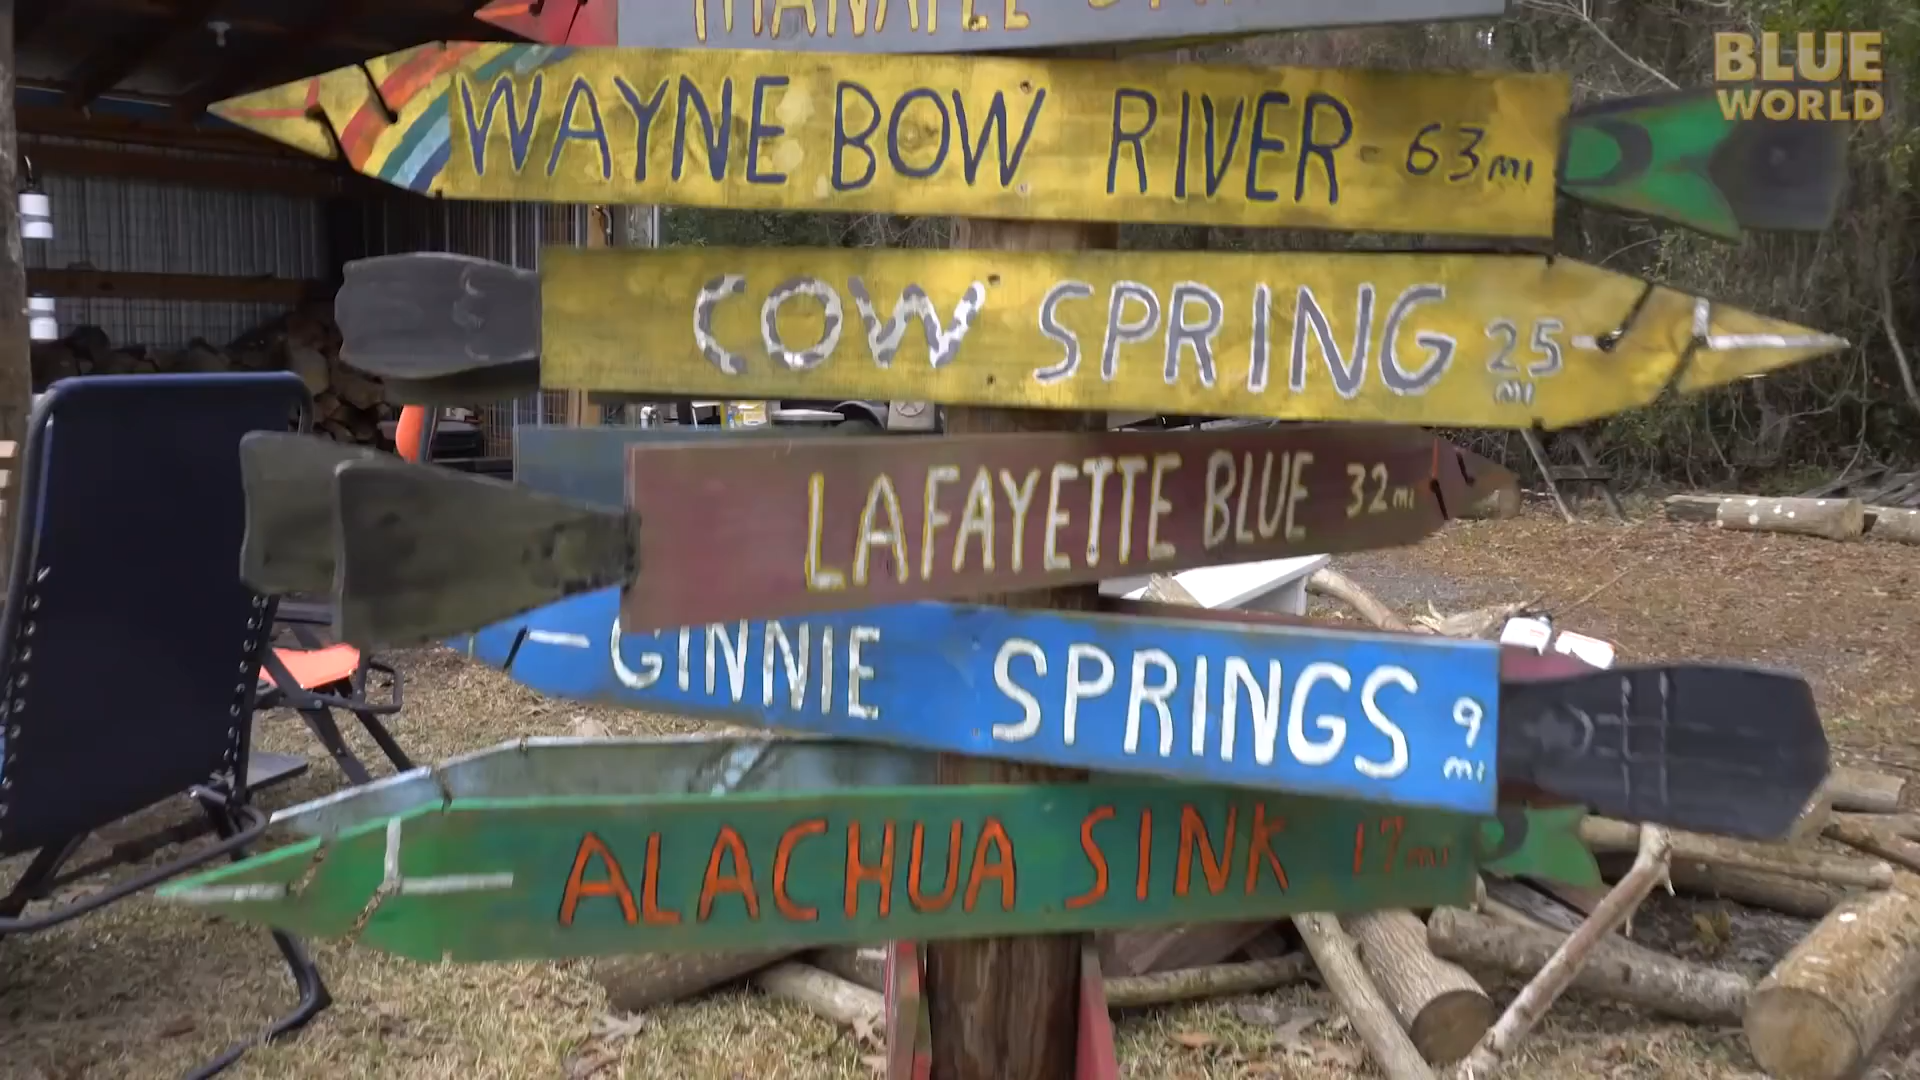 BLUE
WORLD
WAYNE BOW RIVER - 63 mi
COW SPRING 25 mi
LAFAYETTE BLUE 32 mi
GINNIE SPRINGS 9 mi
ALACHUA SINK 17 mi